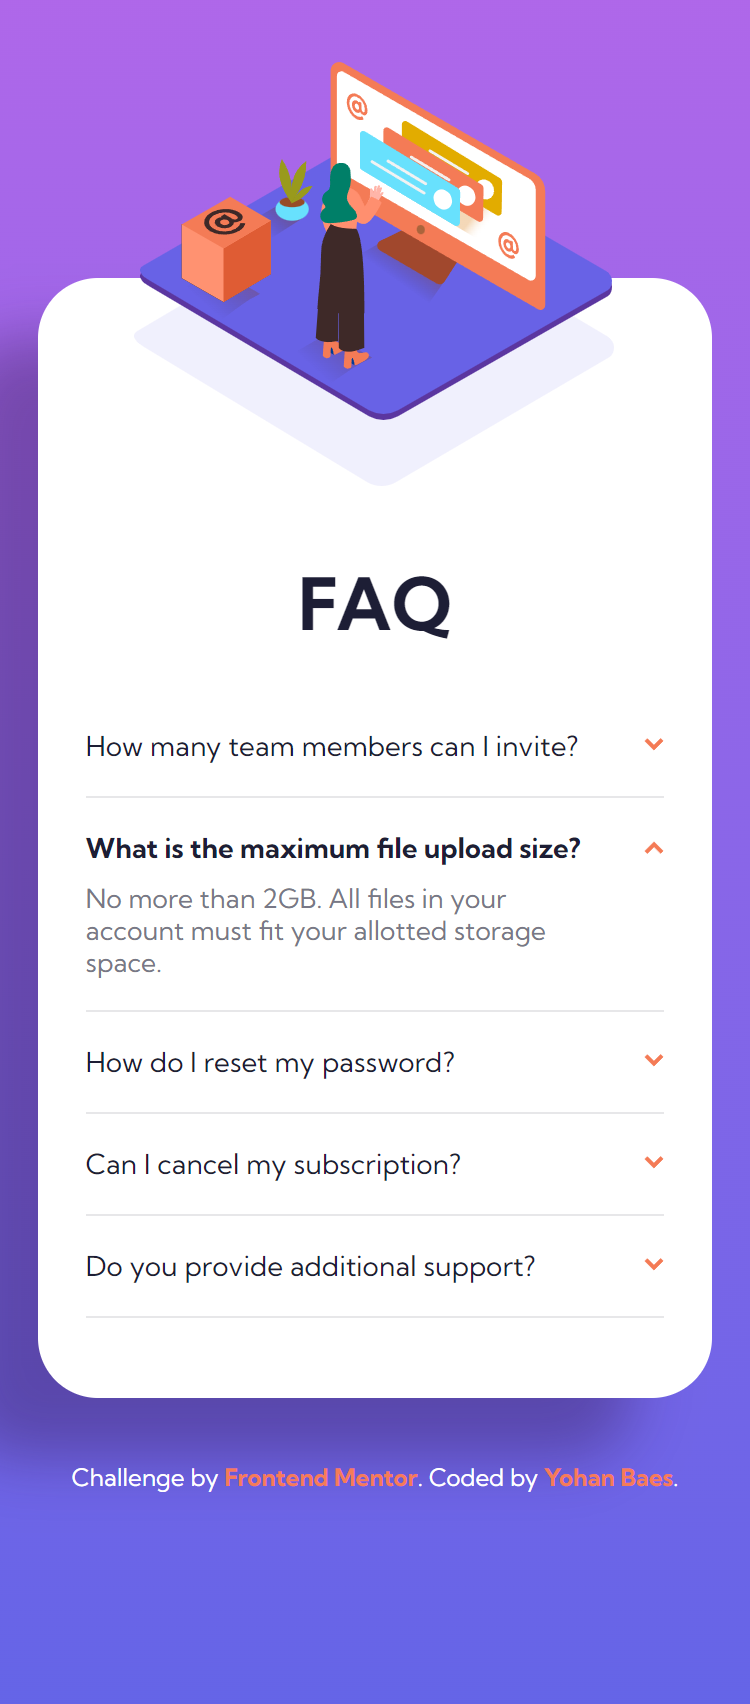 @
@
@
FAQ
How many team members can I invite?
What is the maximum file upload size?
No more than 2GB. All files in your
account must fit your allotted storage
space.
How do I reset my password?
Can I cancel my subscription?
Do you provide additional support?
Challenge by Frontend Mentor. Coded by Yohan Baes.